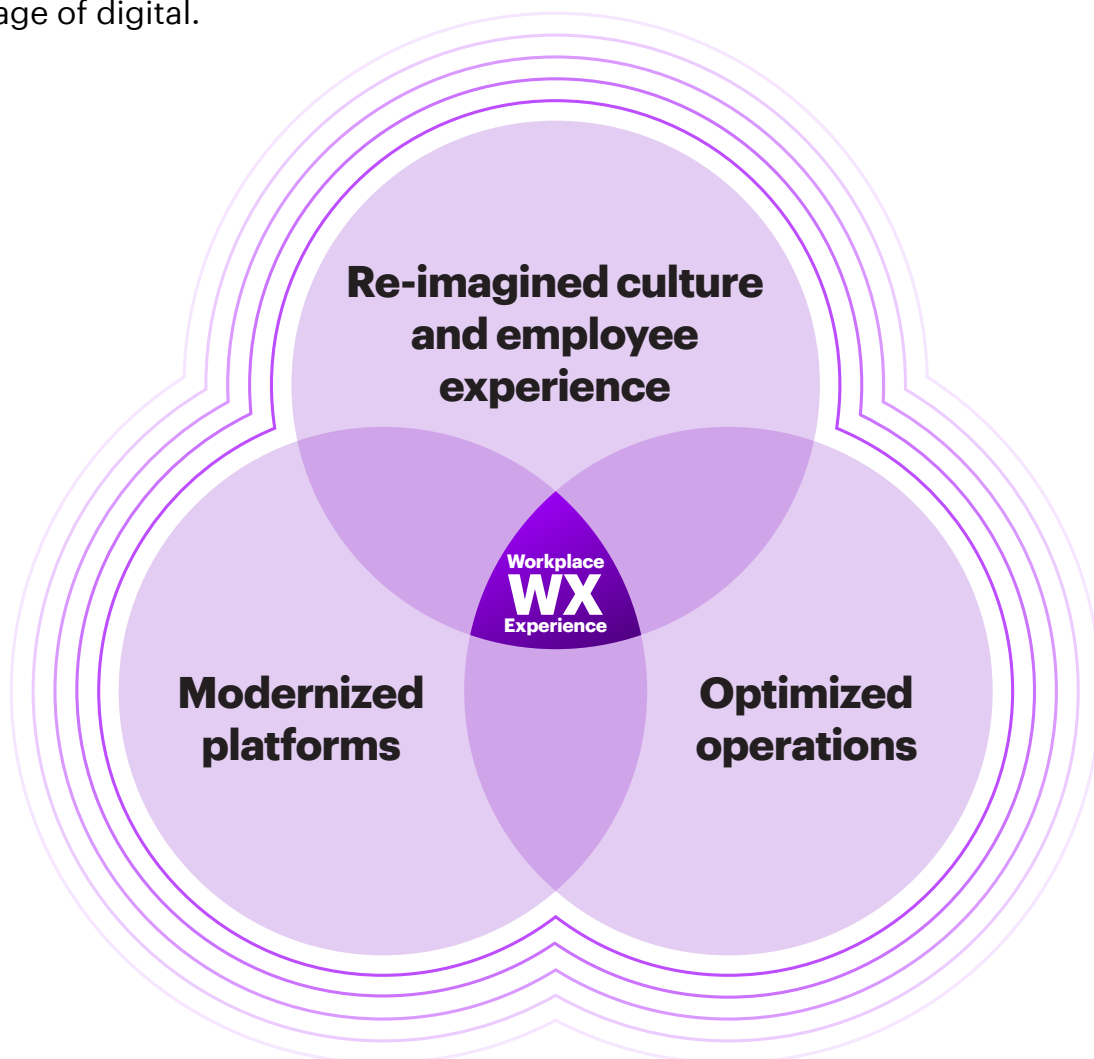 age of digital.
Re-imagined culture
and employee
experience
Workplace
WX
Experience
Modernized
platforms
Optimized
operations